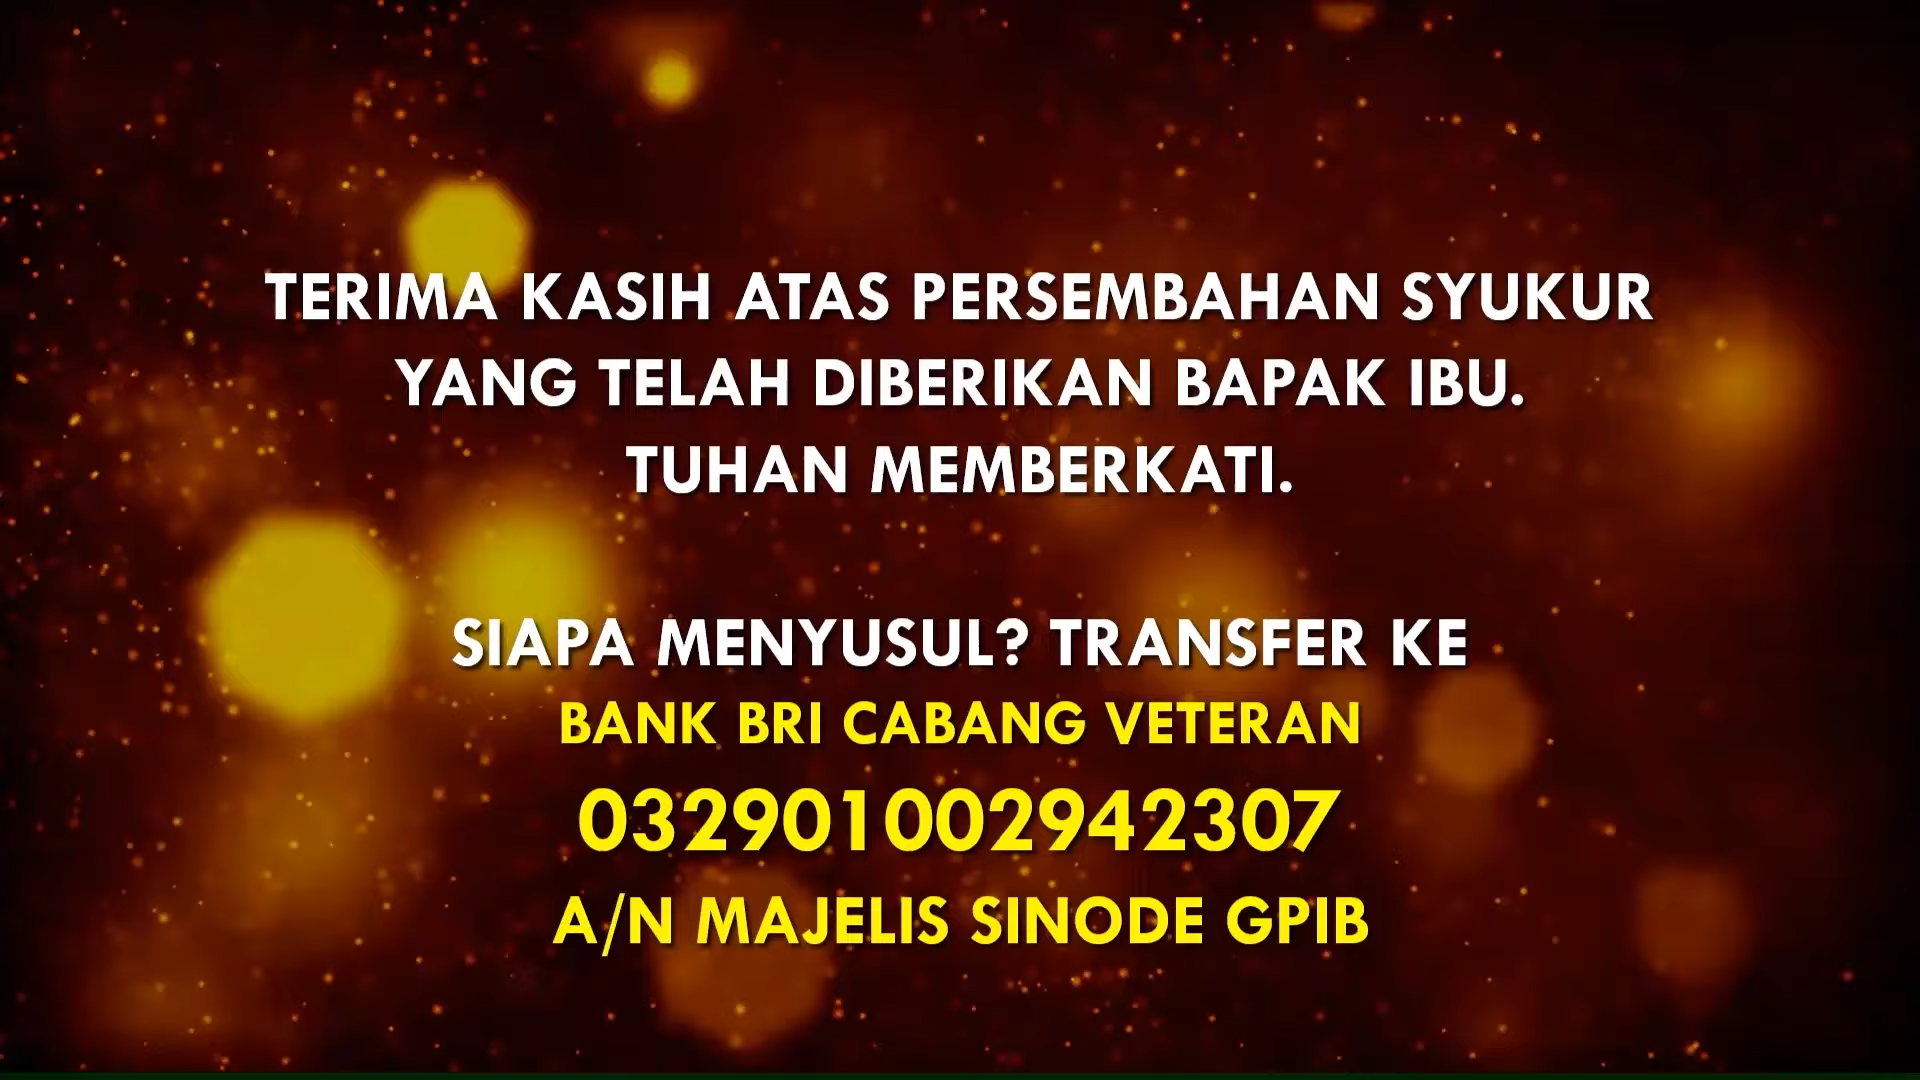 TERIMA KASIH ATAS PERSEMBAHAN SYUKUR
YANG TELAH DIBERIKAN BAPAK IBU.
TUHAN MEMBERKATI.
SIAPA MENYUSUL? TRANSFER KE
BANK BRI CABANG VETERAN
032901002942307
A/N MAJELIS SINODE GPIB